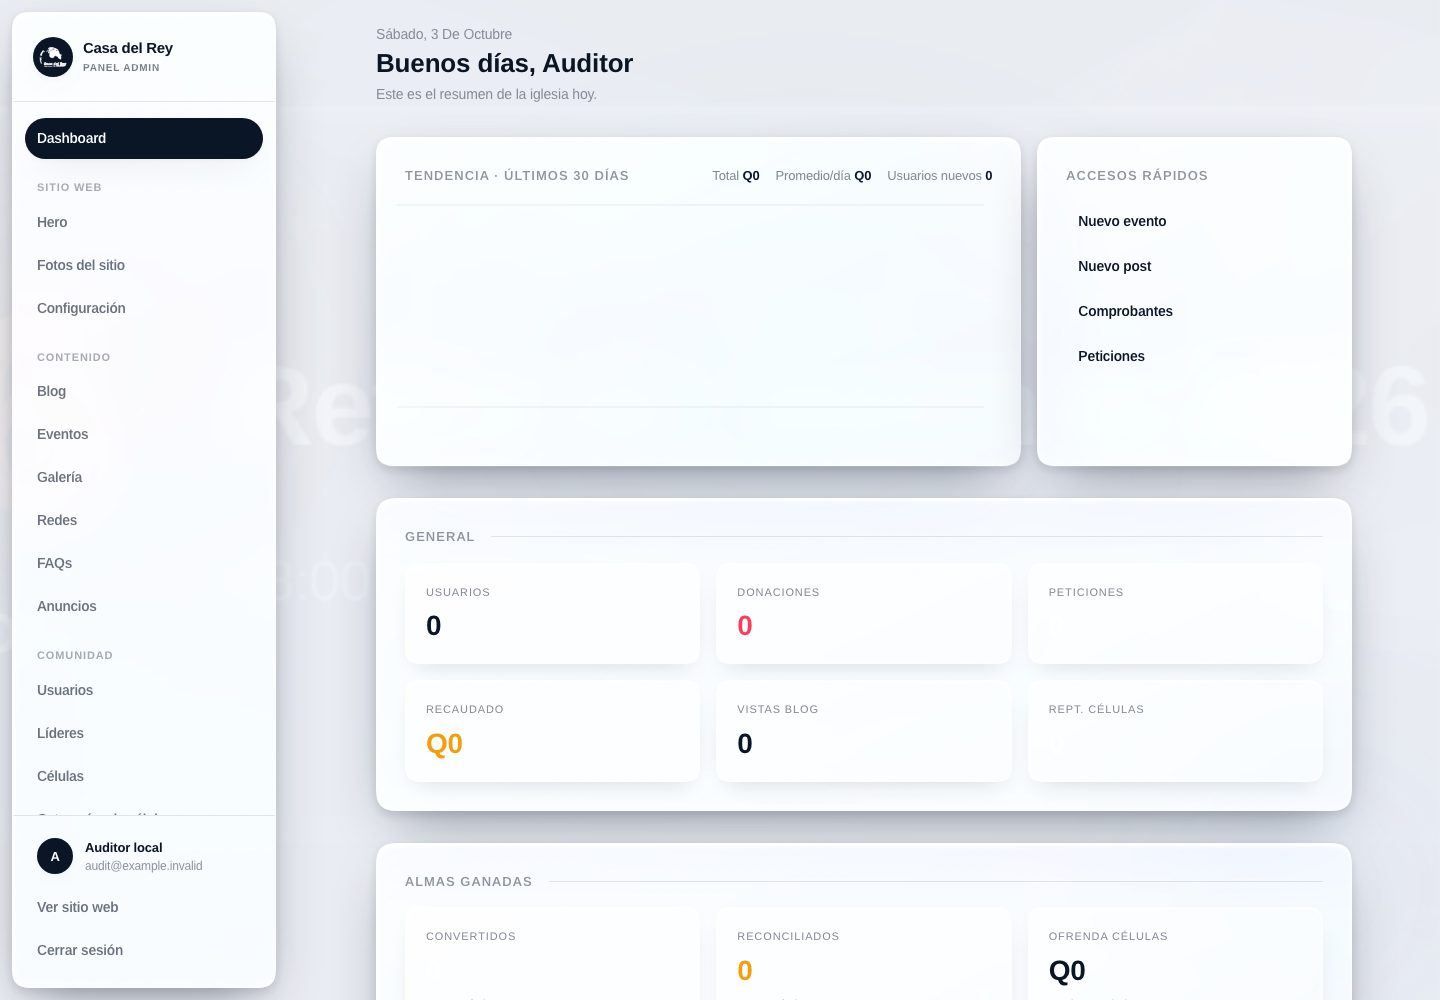 Casa del Rey
PANEL ADMIN
Dashboard
SITIO WEB
Hero
Fotos del sitio
Configuración
CONTENIDO
Blog
Eventos
Galería
Redes
FAQs
Anuncios
COMUNIDAD
Usuarios
Líderes
Células
A
Auditor local
audit@example.invalid
Ver sitio web
Cerrar sesión
Sábado, 3 De Octubre
Buenos días, Auditor
Este es el resumen de la iglesia hoy.
TENDENCIA · ÚLTIMOS 30 DÍAS
Total Q0 Promedio/día Q0 Usuarios nuevos 0
ACCESOS RÁPIDOS
Nuevo evento
Nuevo post
Comprobantes
Peticiones
GENERAL
USUARIOS
0
DONACIONES
0
PETICIONES
RECAUDADO
Q0
VISTAS BLOG
0
REPT. CÉLULAS
ALMAS GANADAS
CONVERTIDOS
RECONCILIADOS
0
OFRENDA CÉLULAS
Q0